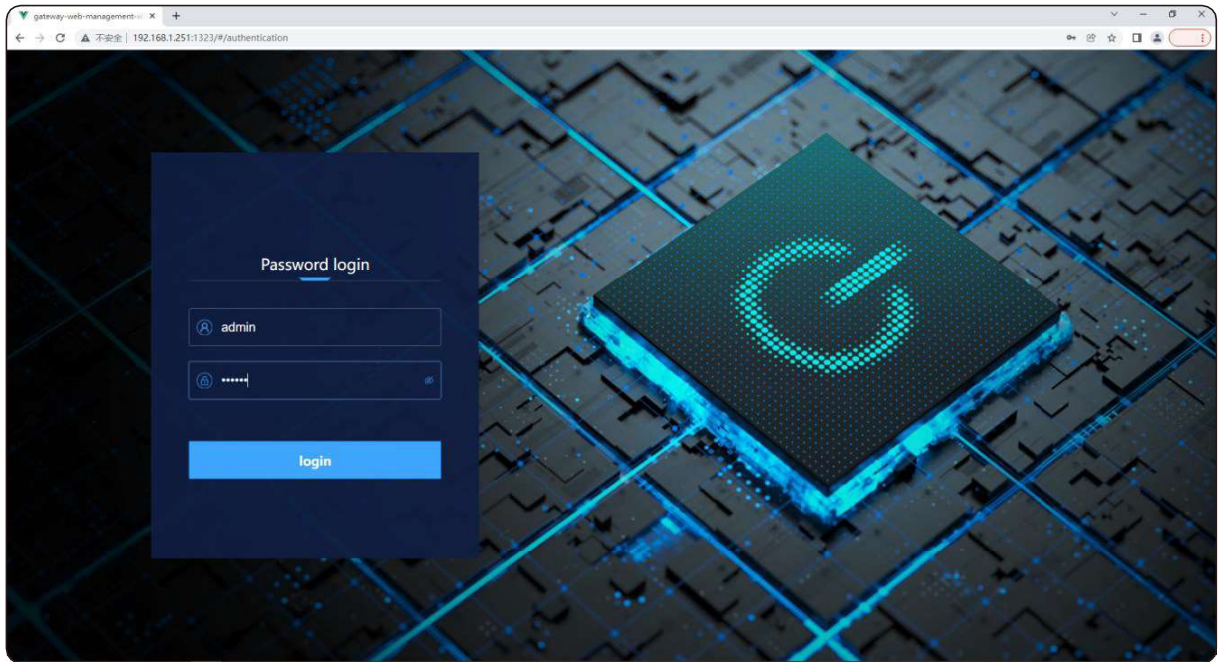 gateway-web-management-
不安全 192.168.1.251:1323/#/authentication
Password login
admin
••••••
login